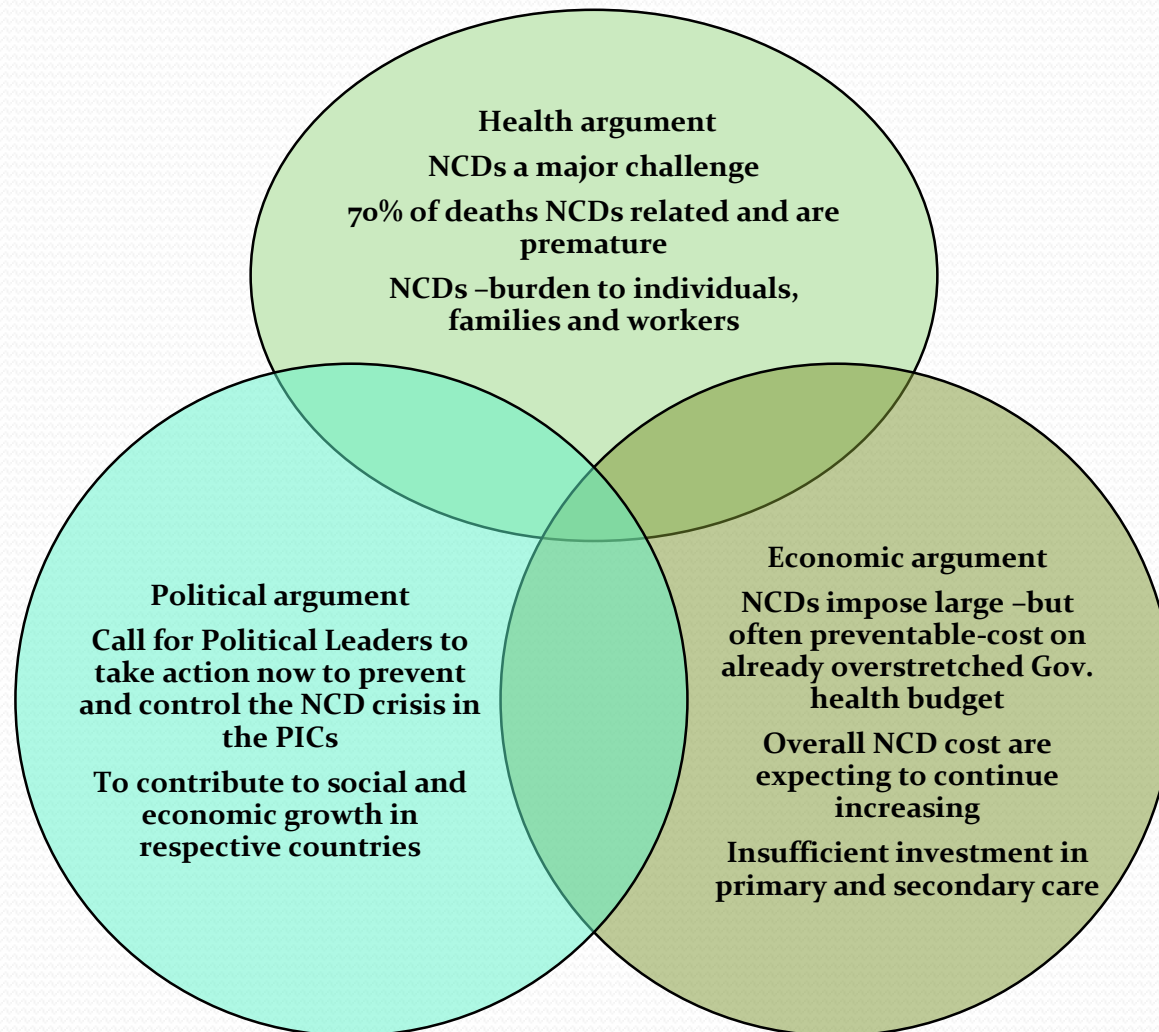 Health argument
NCDs a major challenge
70% of deaths NCDs related and are
premature
NCDs –burden to individuals,
families and workers
Political argument
Call for Political Leaders to
take action now to prevent
and control the NCD crisis in
the PICs
To contribute to social and
economic growth in
respective countries
Economic argument
NCDs impose large –but
often preventable-cost on
already overstretched Gov.
health budget
Overall NCD cost are
expecting to continue
increasing
Insufficient investment in
primary and secondary care